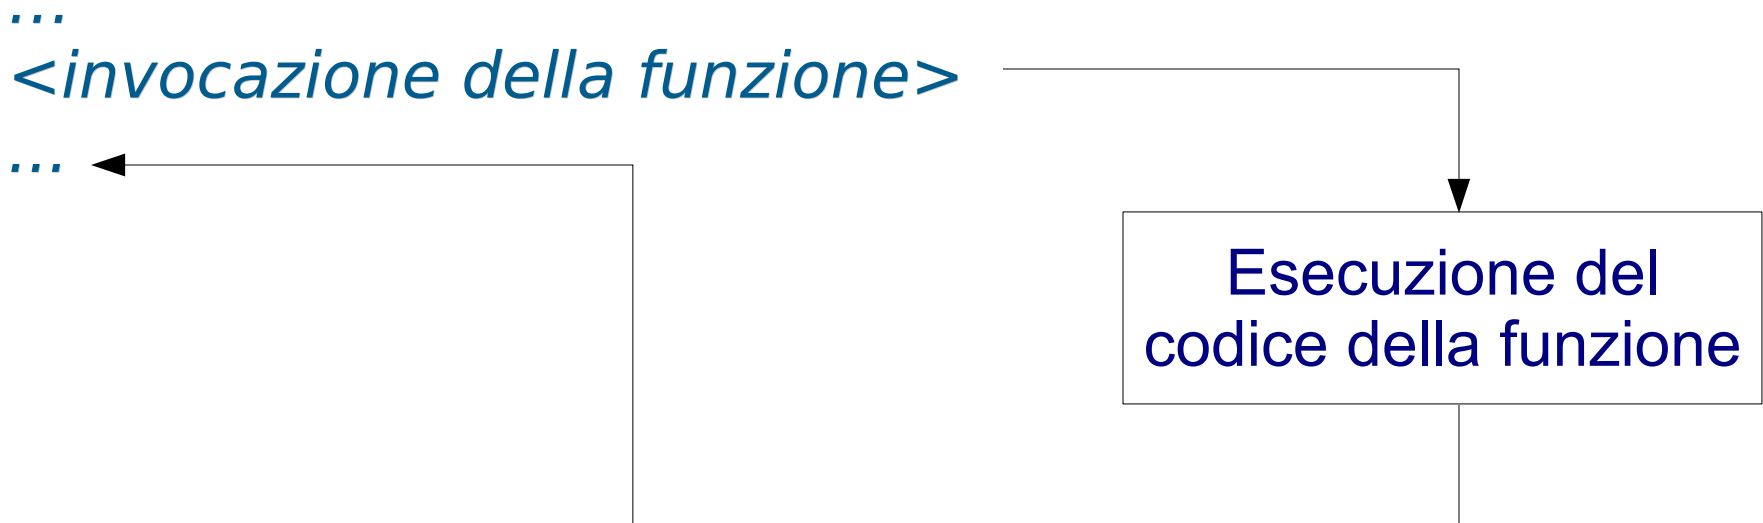 ...
<invocazione della funzione>
...
Esecuzione del
codice della funzione